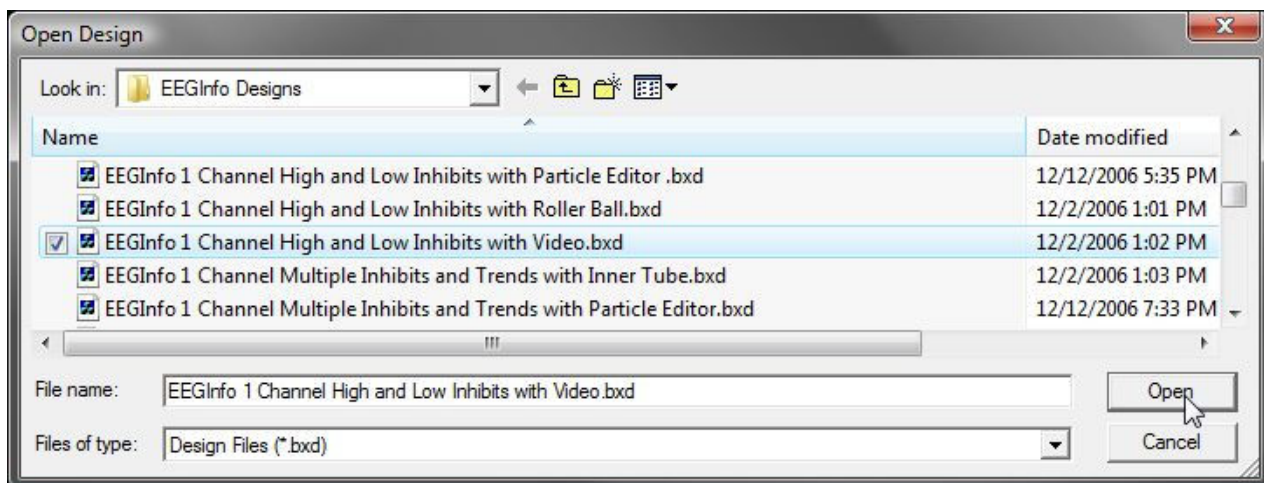 Open Design
Look in: EEGInfo Designs
Name Date modified
EEGInfo 1 Channel High and Low Inhibits with Particle Editor .bxd 12/12/2006 5:35 PM
EEGInfo 1 Channel High and Low Inhibits with Roller Ball.bxd 12/2/2006 1:01 PM
EEGInfo 1 Channel High and Low Inhibits with Video.bxd 12/2/2006 1:02 PM
EEGInfo 1 Channel Multiple Inhibits and Trends with Inner Tube.bxd 12/2/2006 1:03 PM
EEGInfo 1 Channel Multiple Inhibits and Trends with Particle Editor.bxd 12/12/2006 7:33 PM
File name: EEGInfo 1 Channel High and Low Inhibits with Video.bxd Open
Files of type: Design Files (*.bxd) Cancel